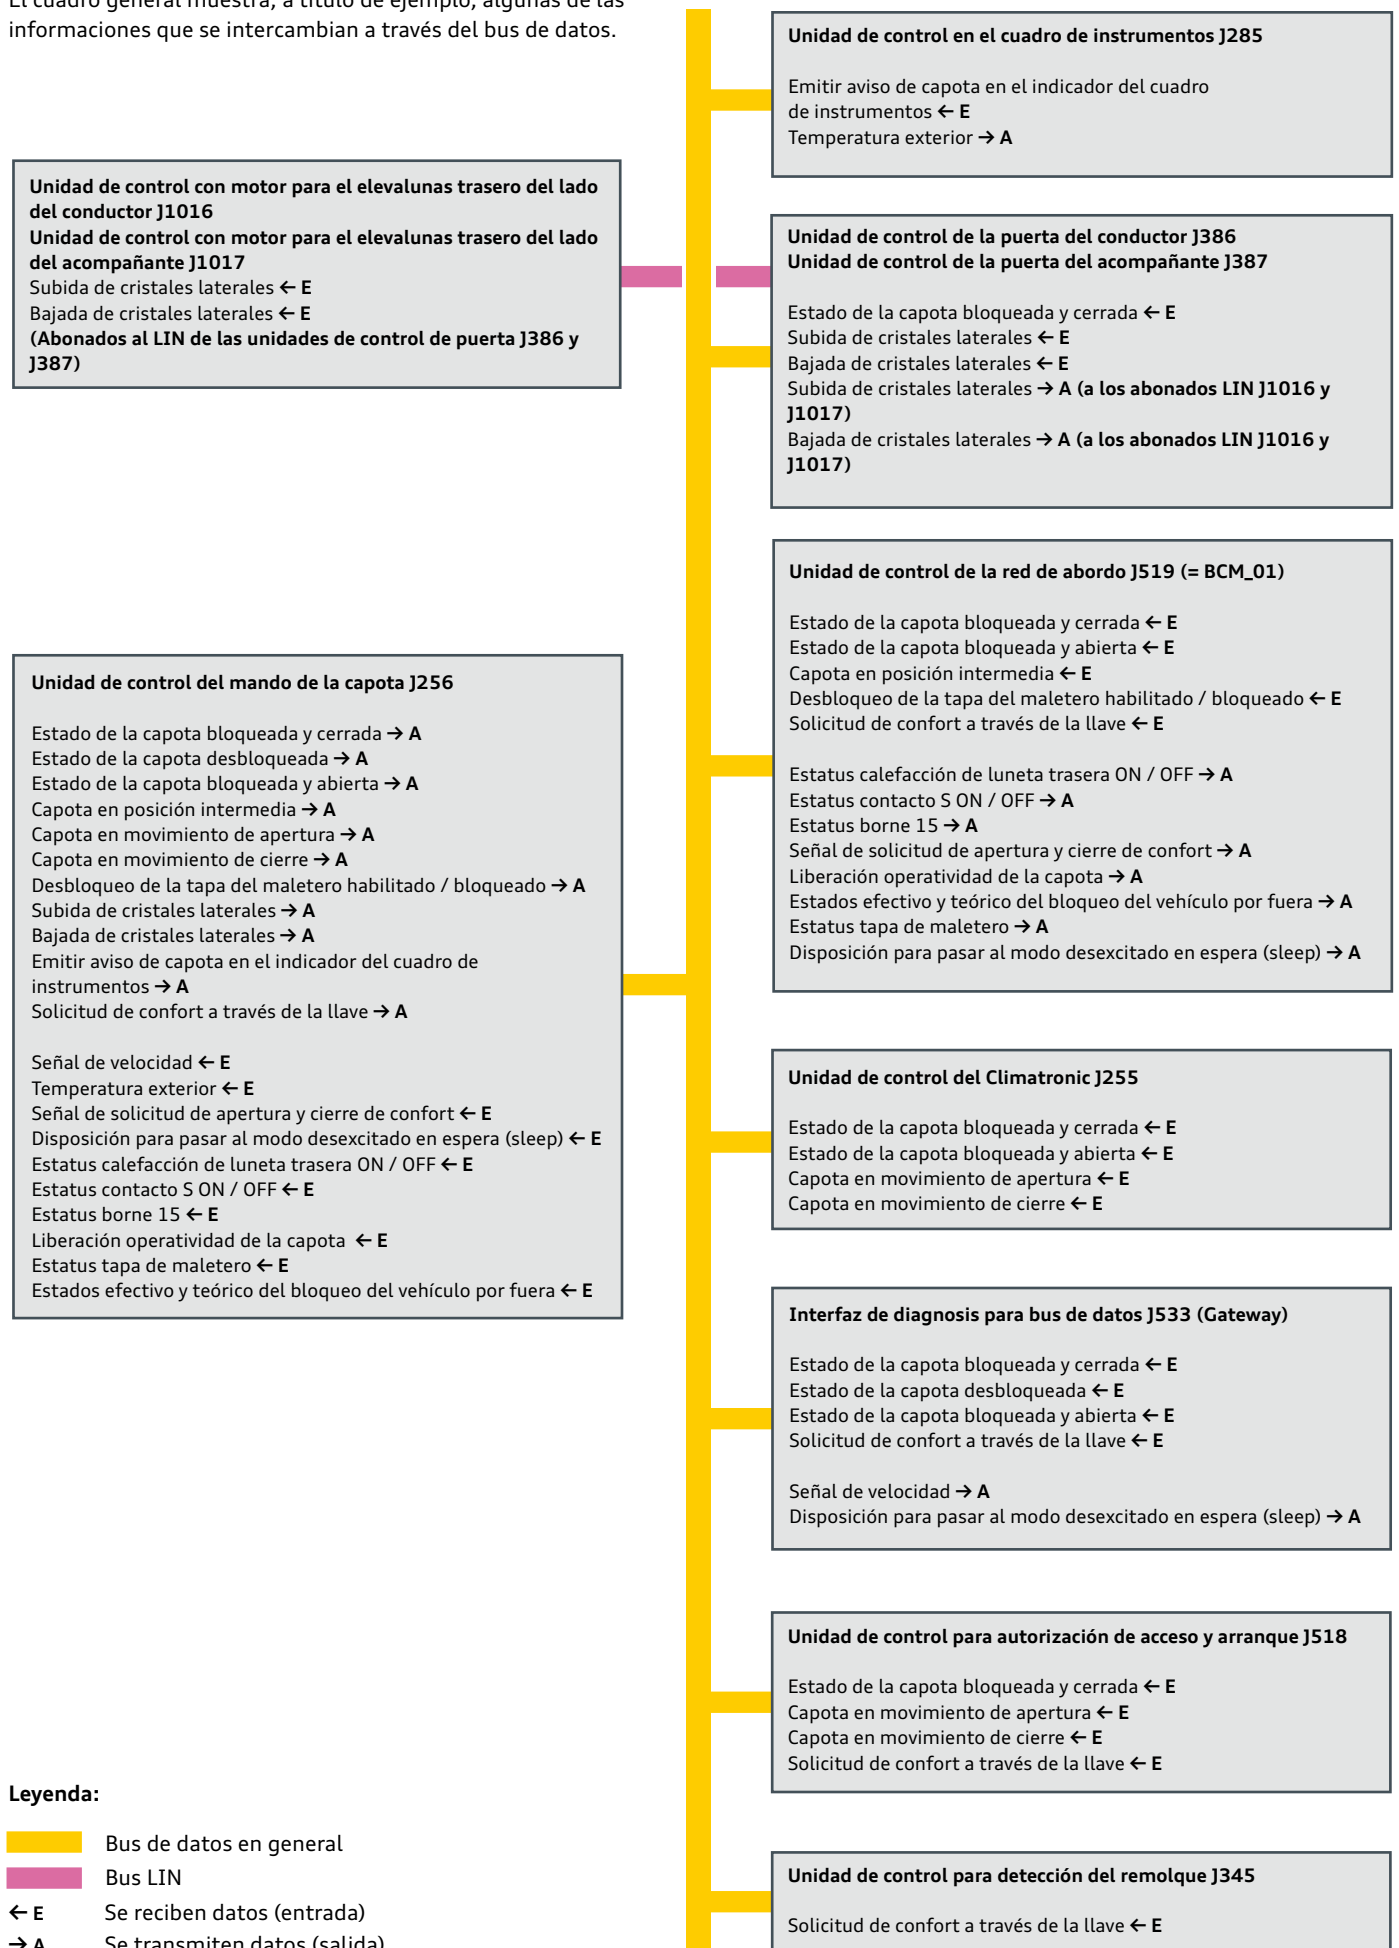 El cuadro general muestra, a título de ejemplo, algunas de las
informaciones que se intercambian a través del bus de datos.
Unidad de control en el cuadro de instrumentos J285
Emitir aviso de capota en el indicador del cuadro
de instrumentos ← E
Temperatura exterior → A
Unidad de control con motor para el elevalunas trasero del lado
del conductor J1016
Unidad de control con motor para el elevalunas trasero del lado
del acompañante J1017
Subida de cristales laterales ← E
Bajada de cristales laterales ← E
(Abonados al LIN de las unidades de control de puerta J386 y
J387)
Unidad de control de la puerta del conductor J386
Unidad de control de la puerta del acompañante J387
Estado de la capota bloqueada y cerrada ← E
Subida de cristales laterales ← E
Bajada de cristales laterales ← E
Subida de cristales laterales → A (a los abonados LIN J1016 y
J1017)
Bajada de cristales laterales → A (a los abonados LIN J1016 y
J1017)
Unidad de control de la red de abordo J519 (= BCM_01)
Estado de la capota bloqueada y cerrada ← E
Estado de la capota bloqueada y abierta ← E
Capota en posición intermedia ← E
Desbloqueo de la tapa del maletero habilitado / bloqueado ← E
Solicitud de confort a través de la llave ← E
Estatus calefacción de luneta trasera ON / OFF → A
Estatus contacto S ON / OFF → A
Estatus borne 15 → A
Señal de solicitud de apertura y cierre de confort → A
Liberación operatividad de la capota → A
Estados efectivo y teórico del bloqueo del vehículo por fuera → A
Estatus tapa de maletero → A
Disposición para pasar al modo desexcitado en espera (sleep) → A
Unidad de control del mando de la capota J256
Estado de la capota bloqueada y cerrada → A
Estado de la capota desbloqueada → A
Estado de la capota bloqueada y abierta → A
Capota en posición intermedia → A
Capota en movimiento de apertura → A
Capota en movimiento de cierre → A
Desbloqueo de la tapa del maletero habilitado / bloqueado → A
Subida de cristales laterales → A
Bajada de cristales laterales → A
Emitir aviso de capota en el indicador del cuadro de
instrumentos → A
Solicitud de confort a través de la llave → A
Señal de velocidad ← E
Temperatura exterior ← E
Señal de solicitud de apertura y cierre de confort ← E
Disposición para pasar al modo desexcitado en espera (sleep) ← E
Estatus calefacción de luneta trasera ON / OFF ← E
Estatus contacto S ON / OFF ← E
Estatus borne 15 ← E
Liberación operatividad de la capota ← E
Estatus tapa de maletero ← E
Estados efectivo y teórico del bloqueo del vehículo por fuera ← E
Unidad de control del Climatronic J255
Estado de la capota bloqueada y cerrada ← E
Estado de la capota bloqueada y abierta ← E
Capota en movimiento de apertura ← E
Capota en movimiento de cierre ← E
Interfaz de diagnosis para bus de datos J533 (Gateway)
Estado de la capota bloqueada y cerrada ← E
Estado de la capota desbloqueada ← E
Estado de la capota bloqueada y abierta ← E
Solicitud de confort a través de la llave ← E
Señal de velocidad → A
Disposición para pasar al modo desexcitado en espera (sleep) → A
Unidad de control para autorización de acceso y arranque J518
Estado de la capota bloqueada y cerrada ← E
Capota en movimiento de apertura ← E
Capota en movimiento de cierre ← E
Solicitud de confort a través de la llave ← E
Unidad de control para detección del remolque J345
Solicitud de confort a través de la llave ← E
Leyenda:
Bus de datos en general
Bus LIN
← E Se reciben datos (entrada)
→ A Se transmiten datos (salida)